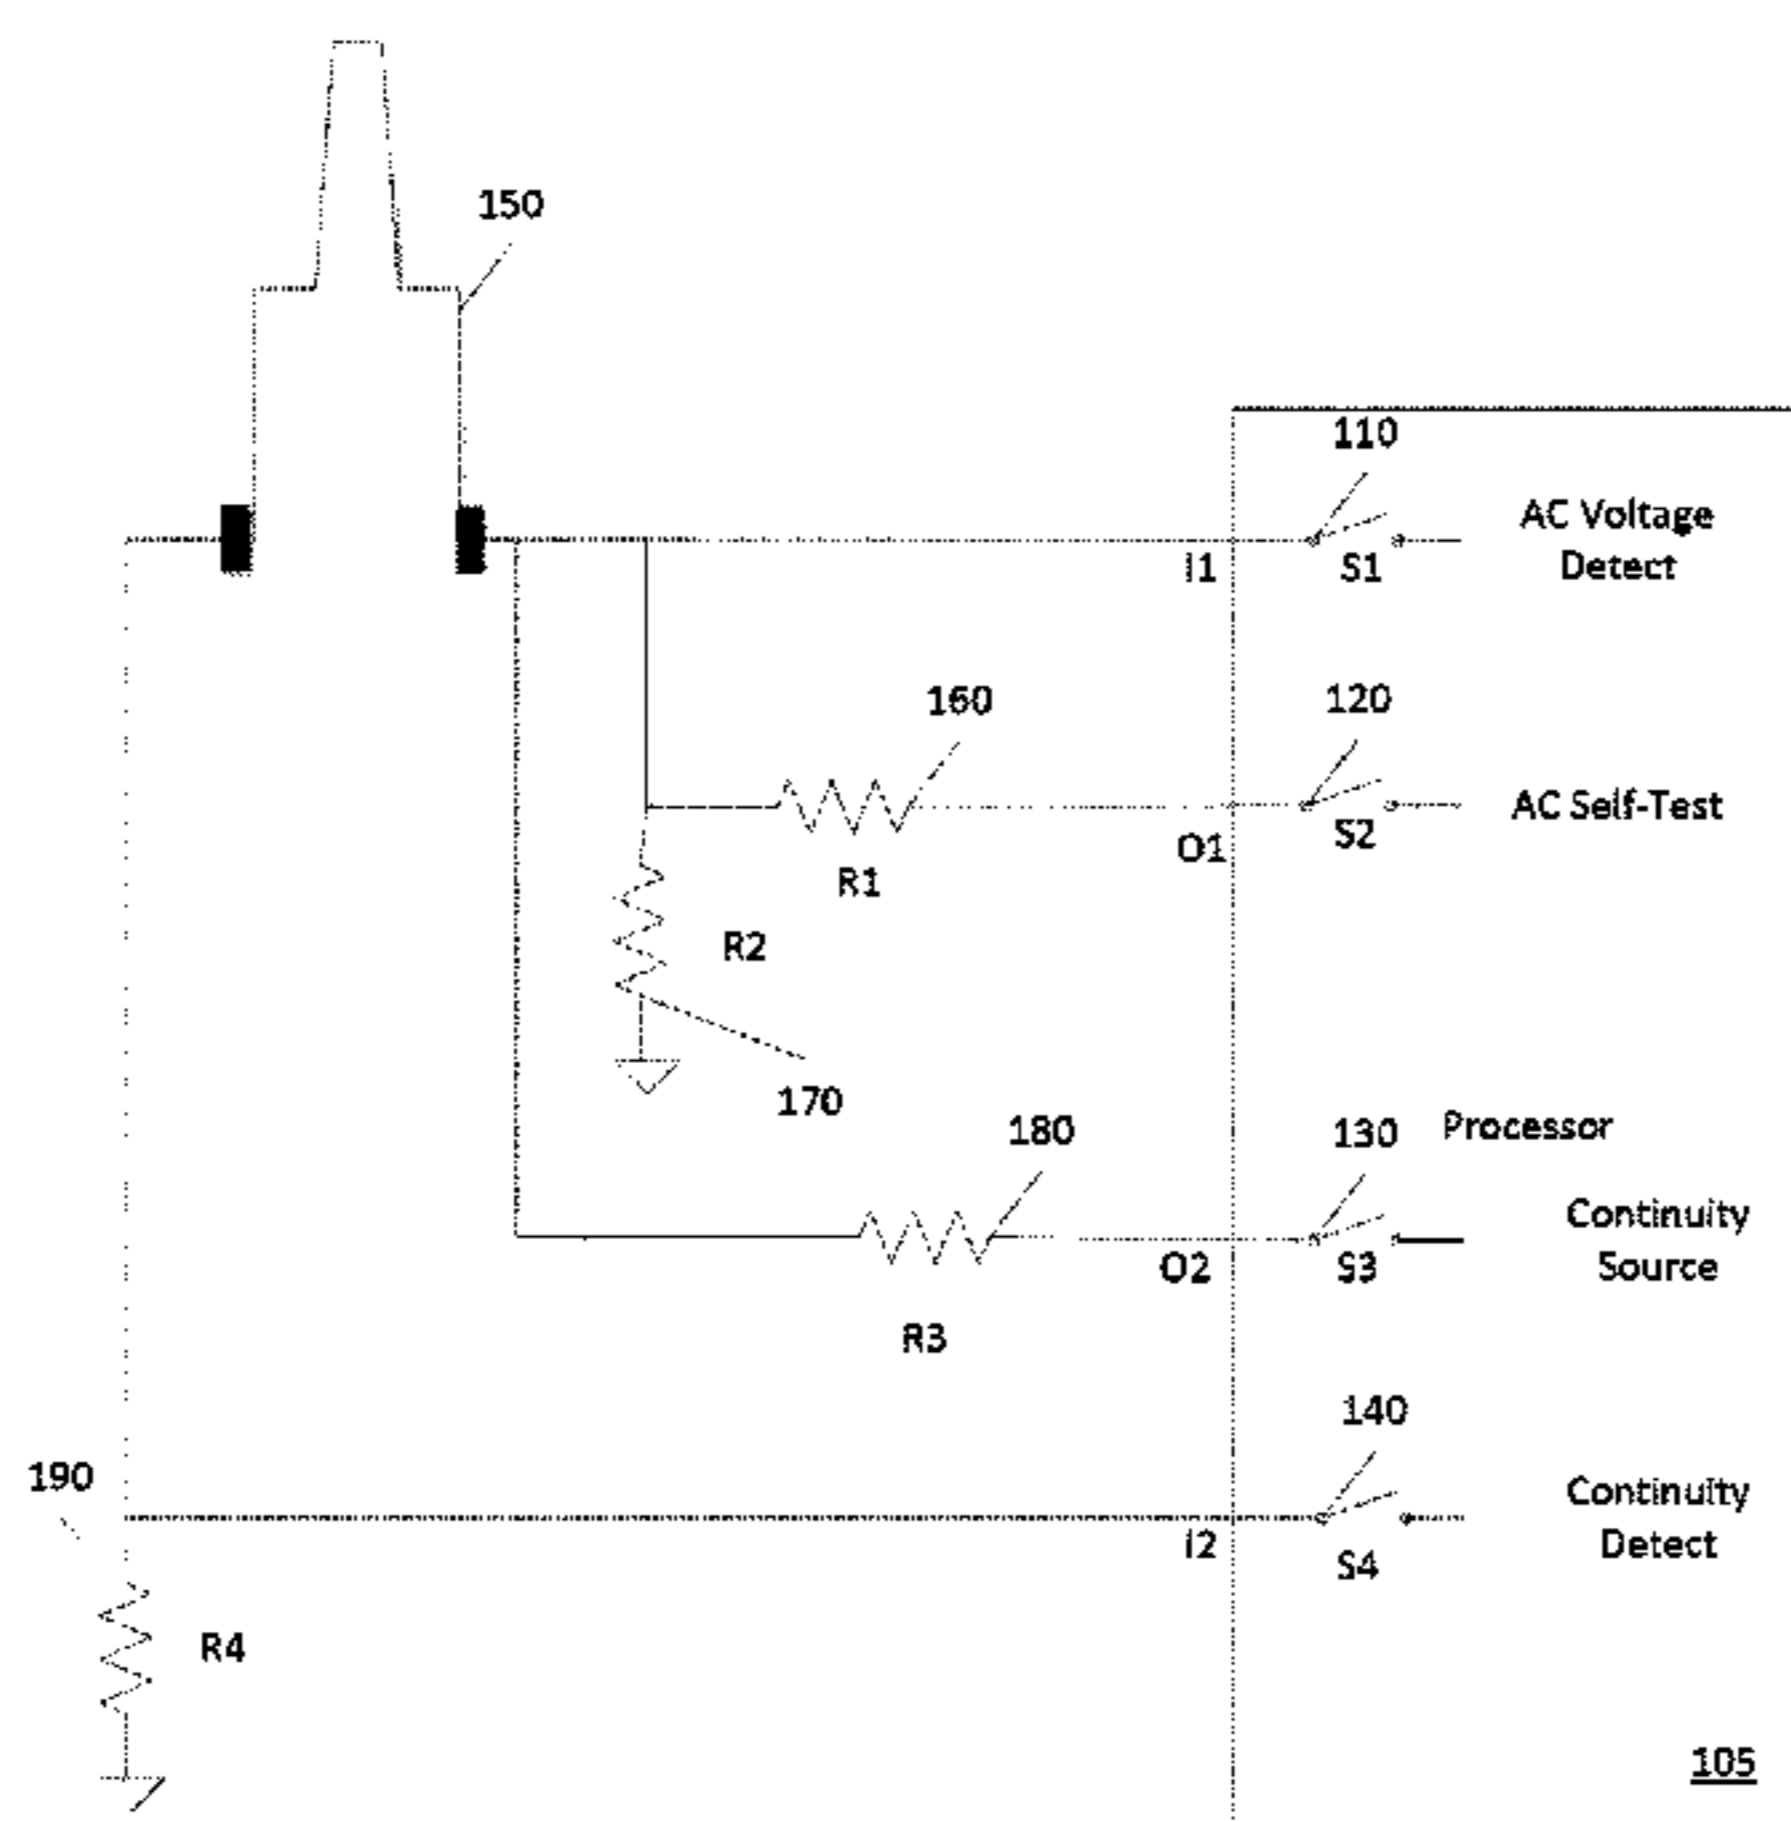 150
110
AC Voltage
Detect
I1
S1
160
120
AC Self-Test
O1
S2
R1
R2
170
180
130
Processor
Continuity
Source
O2
S3
R3
140
190
Continuity
Detect
I2
S4
R4
105